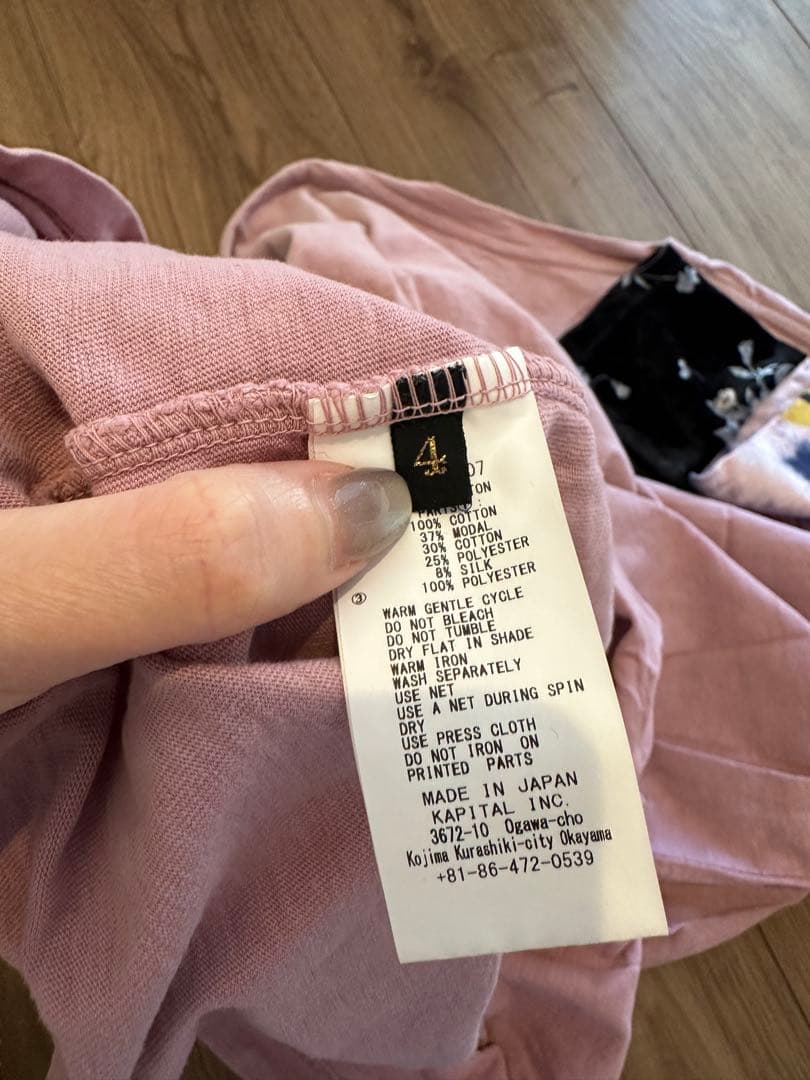 4
07
100% COTTON
37% MODAL
30% COTTON
25% POLYESTER
8% SILK
100% POLYESTER
③
WARM GENTLE CYCLE
DO NOT BLEACH
DO NOT TUMBLE
DRY FLAT IN SHADE
WARM IRON
WASH SEPARATELY
USE NET
USE A NET DURING SPIN
DRY
USE PRESS CLOTH
DO NOT IRON ON
PRINTED PARTS
MADE IN JAPAN
KAPITAL INC.
3672-10 Ogawa-cho
Kojima Kurashiki-city Okayama
+81-86-472-0539